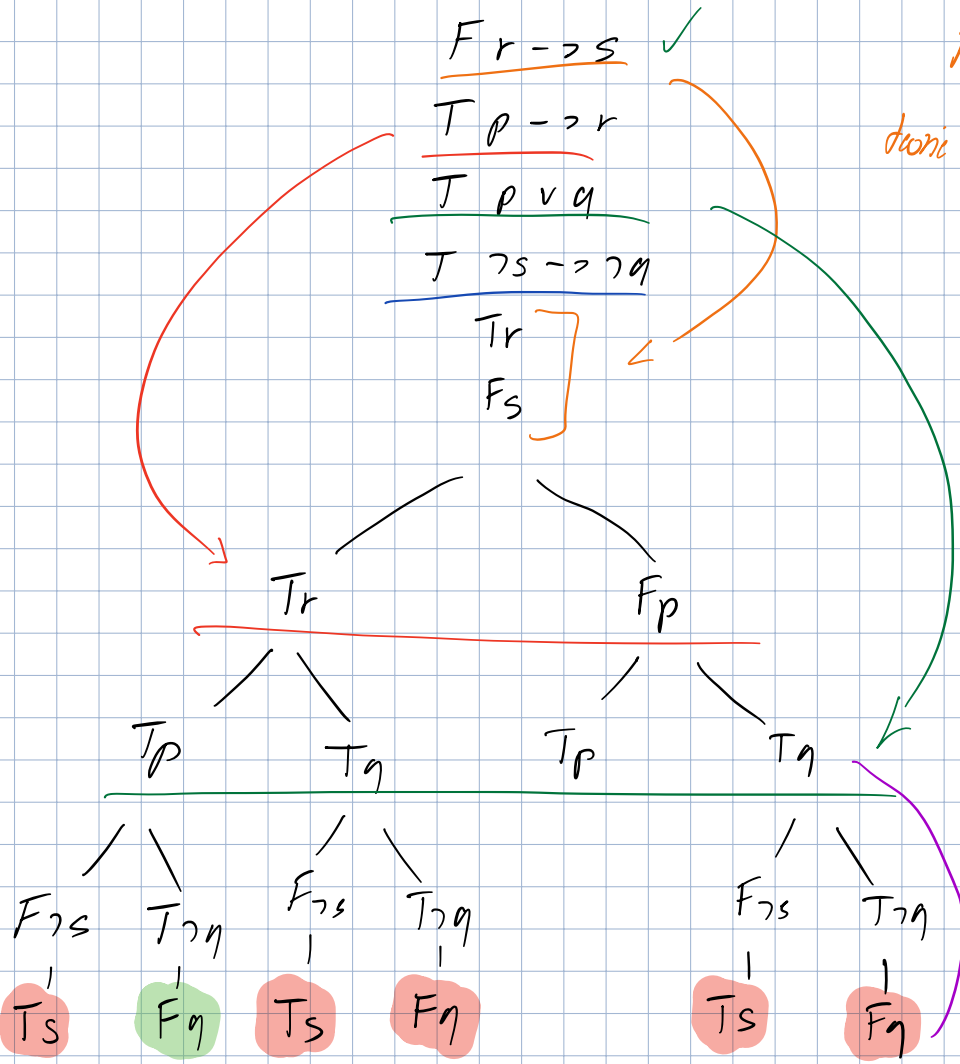 F r -> s ✓
T p -> r
T p v q
T ¬s -> ¬q
Tr
Fs
Tr Fp
Tp Tq Tp Tq
F¬s T¬q F¬s T¬q F¬s T¬q
Ts Fq Ts Fq Ts Fq